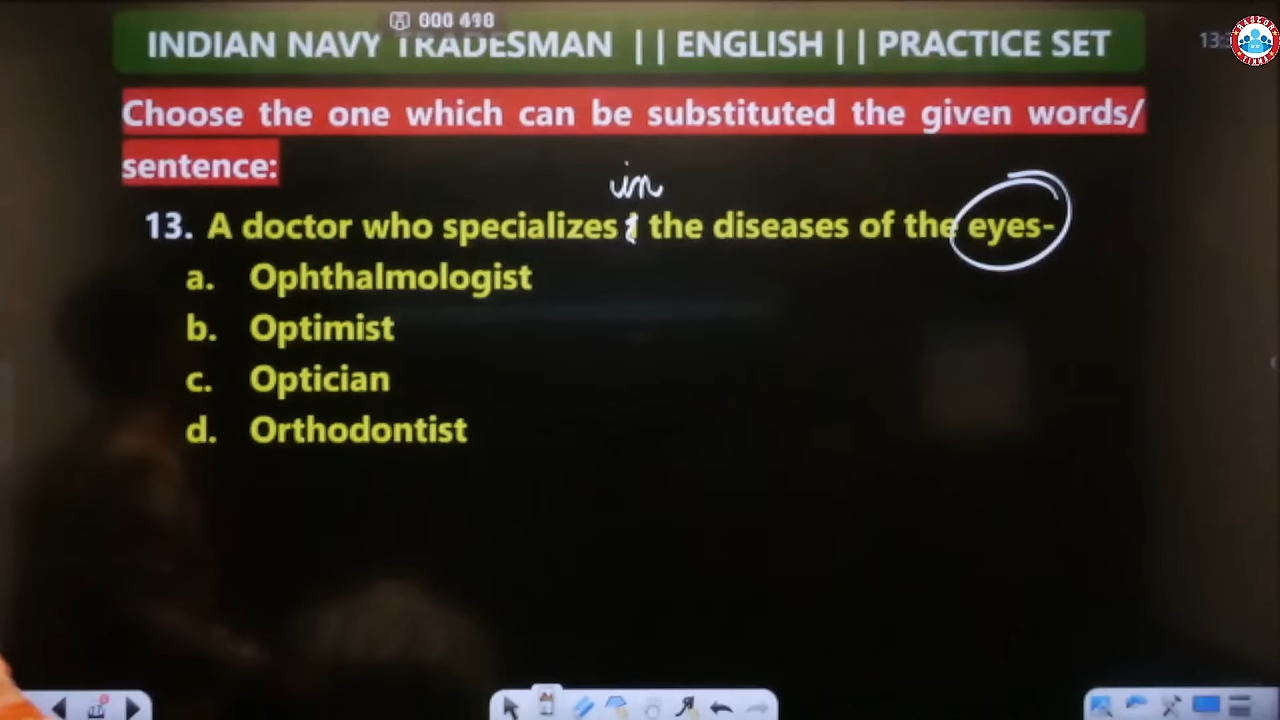 000 490
INDIAN NAVY TRADESMAN || ENGLISH || PRACTICE SET
Choose the one which can be substituted the given words/
sentence:
in
13. A doctor who specializes the diseases of the eyes-
a. Ophthalmologist
b. Optimist
c. Optician
d. Orthodontist